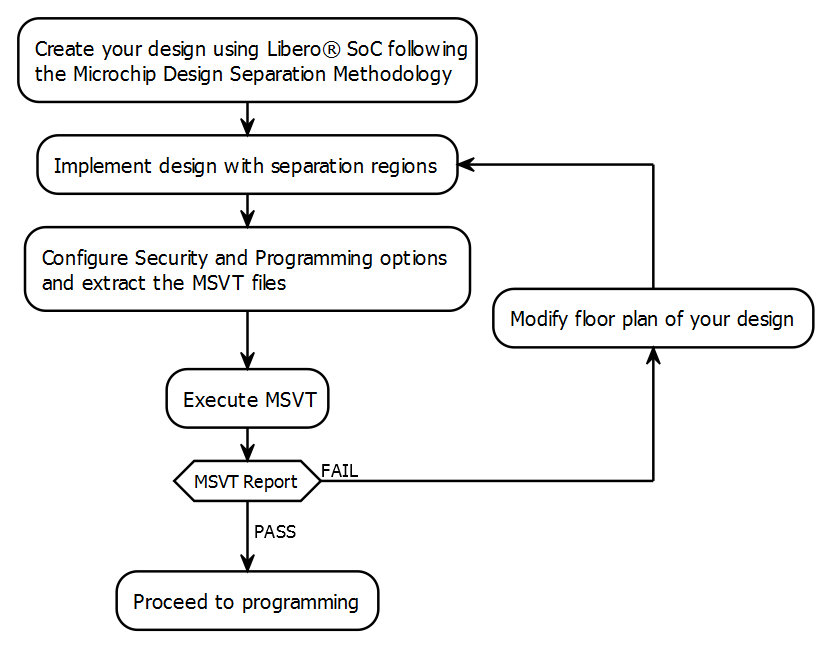 Create your design using Libero® SoC following
the Microchip Design Separation Methodology
Implement design with separation regions
Configure Security and Programming options
and extract the MSVT files
Modify floor plan of your design
Execute MSVT
MSVT Report
FAIL
PASS
Proceed to programming